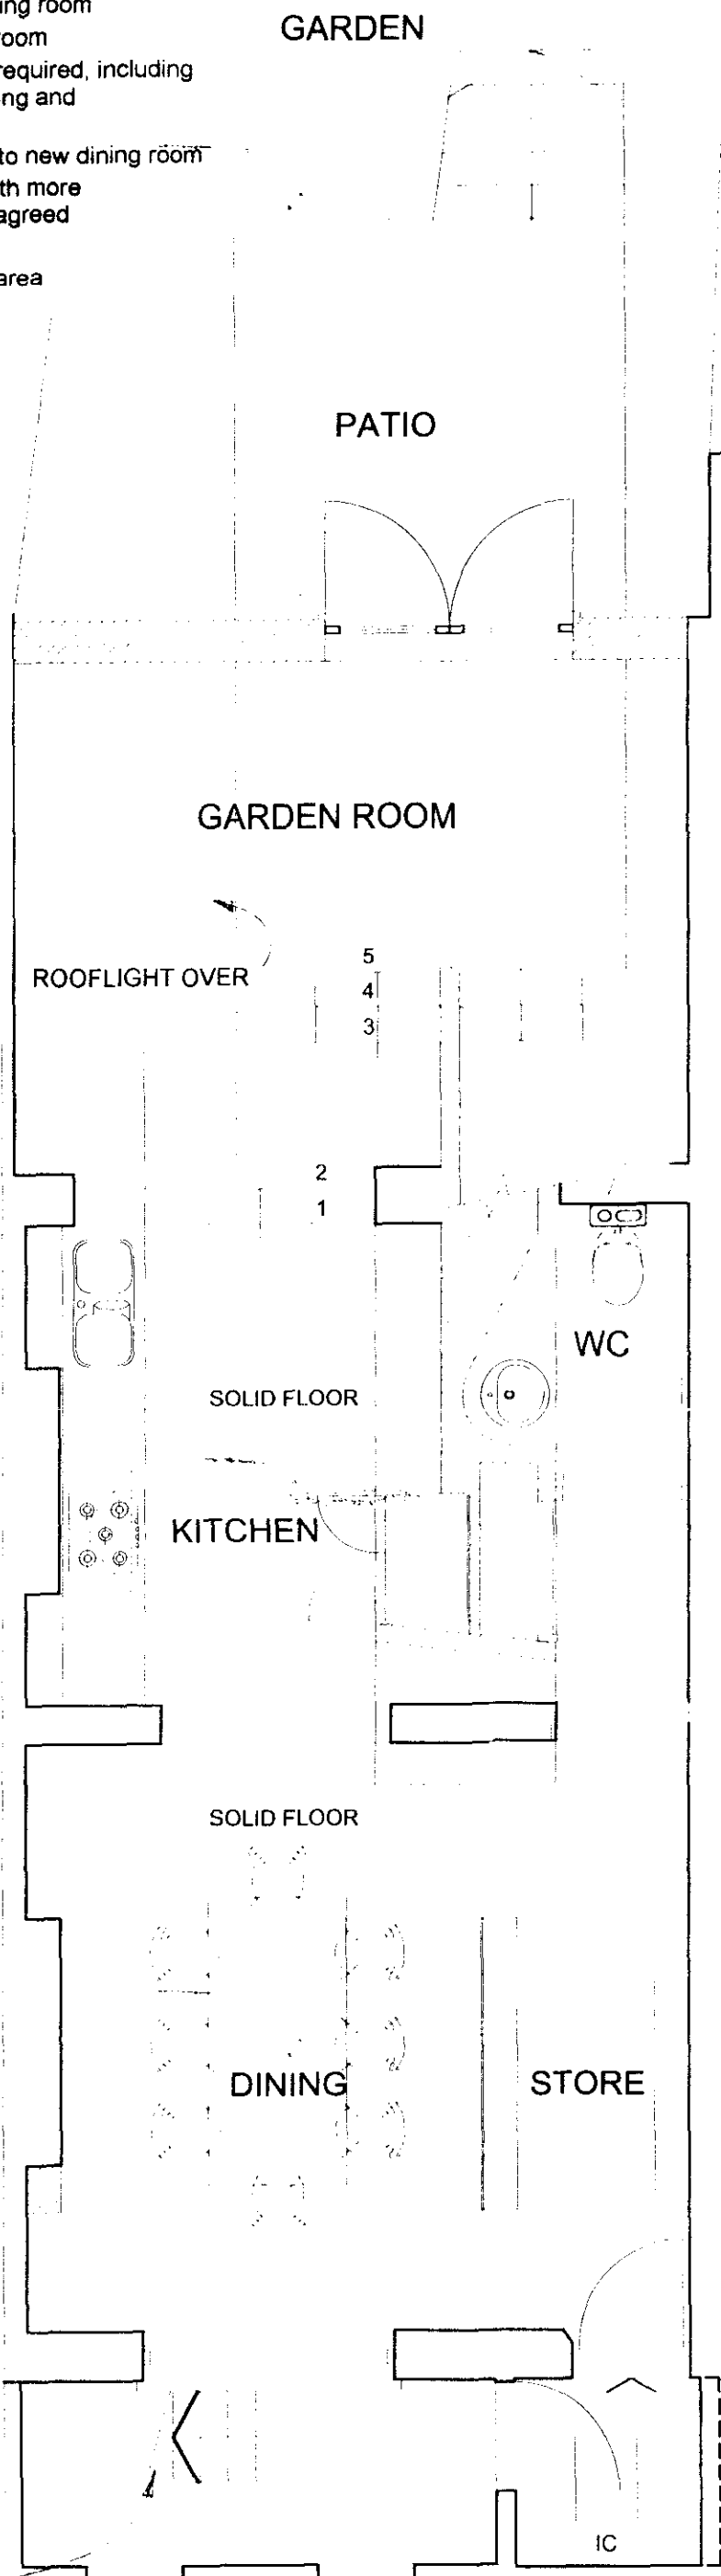 ing room
room
required, including
ng and
to new dining room
th more
agreed
area
GARDEN
PATIO
GARDEN ROOM
ROOFLIGHT OVER
5
4
3
2
1
WC
SOLID FLOOR
KITCHEN
SOLID FLOOR
DINING
STORE
IC